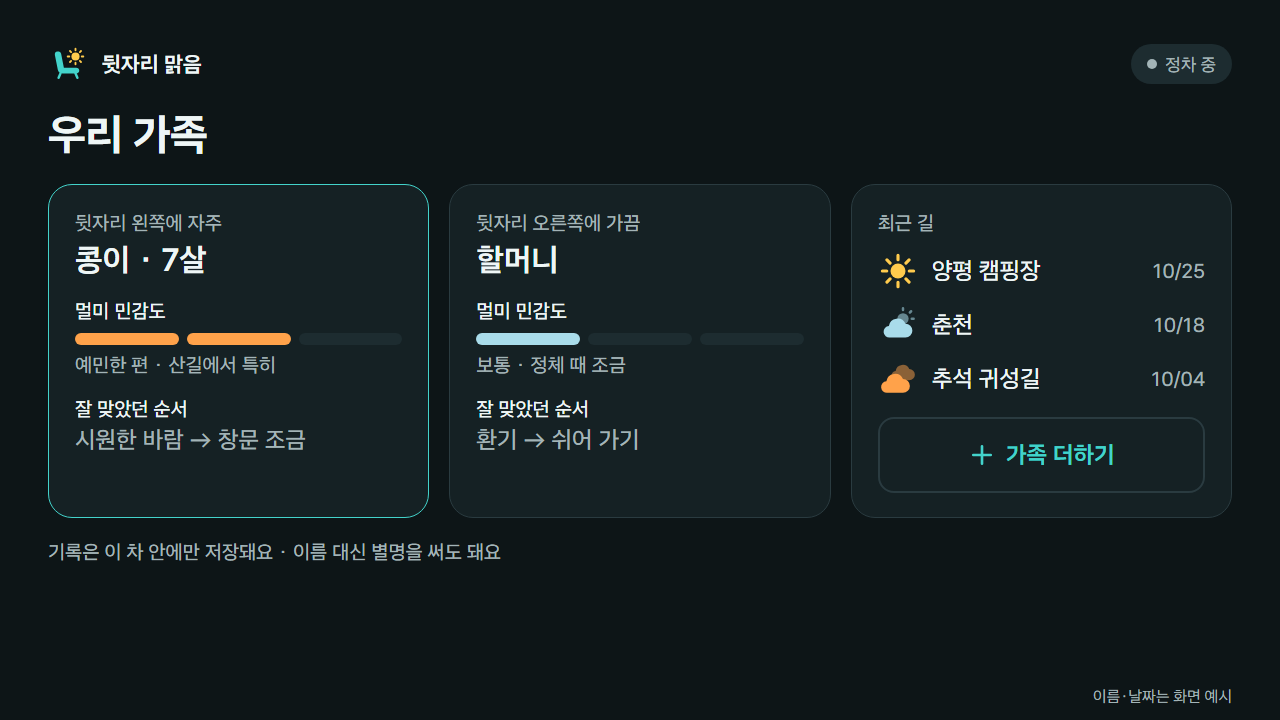 뒷자리 맑음
정차 중
우리 가족
뒷자리 왼쪽에 자주
콩이 · 7살
멀미 민감도
예민한 편 · 산길에서 특히
잘 맞았던 순서
시원한 바람 → 창문 조금
뒷자리 오른쪽에 가끔
할머니
멀미 민감도
보통 · 정체 때 조금
잘 맞았던 순서
환기 → 쉬어 가기
최근 길
양평 캠핑장 10/25
춘천 10/18
추석 귀성길 10/04
+ 가족 더하기
기록은 이 차 안에만 저장돼요 · 이름 대신 별명을 써도 돼요
이름·날짜는 화면 예시